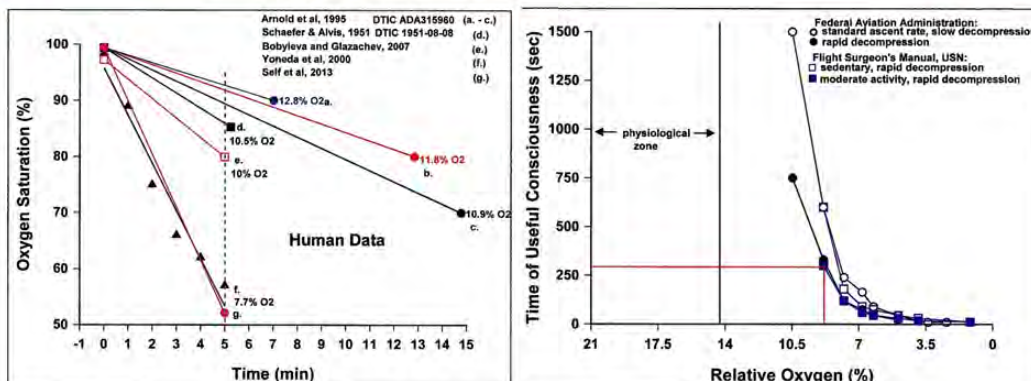 Arnold et al, 1995 DTIC ADA315960 (a. - c.)
Schaefer & Alvis, 1951 DTIC 1951-08-08 (d.)
Bobyleva and Glazachev, 2007 (e.)
Yoneda et al, 2000 (f.)
Self et al, 2013 (g.)
Oxygen Saturation (%)
100
90
80
70
60
50
12.8% O2 a.
d.
10.5% O2
e.
10% O2
11.8% O2
b.
10.9% O2
c.
Human Data
f.
7.7% O2
g.
0 1 2 3 4 5 6 7 8 9 10 11 12 13 14 15
Time (min)
Federal Aviation Administration:
standard ascent rate, slow decompression
rapid decompression
Flight Surgeon's Manual, USN:
sedentary, rapid decompression
moderate activity, rapid decompression
Time of Useful Consciousness (sec)
1500
1250
1000
750
500
250
0
physiological
zone
21 17.5 14 10.5 7 3.5 0
Relative Oxygen (%)